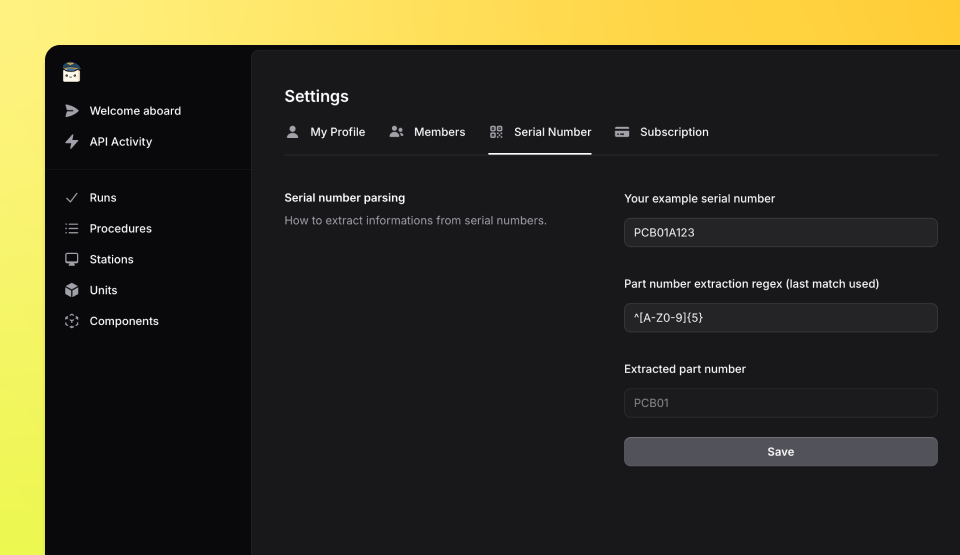 Welcome aboard
API Activity
Runs
Procedures
Stations
Units
Components
Settings
My Profile
Members
Serial Number
Subscription
Serial number parsing
How to extract informations from serial numbers.
Your example serial number
PCB01A123
Part number extraction regex (last match used)
^[A-Z0-9]{5}
Extracted part number
PCB01
Save